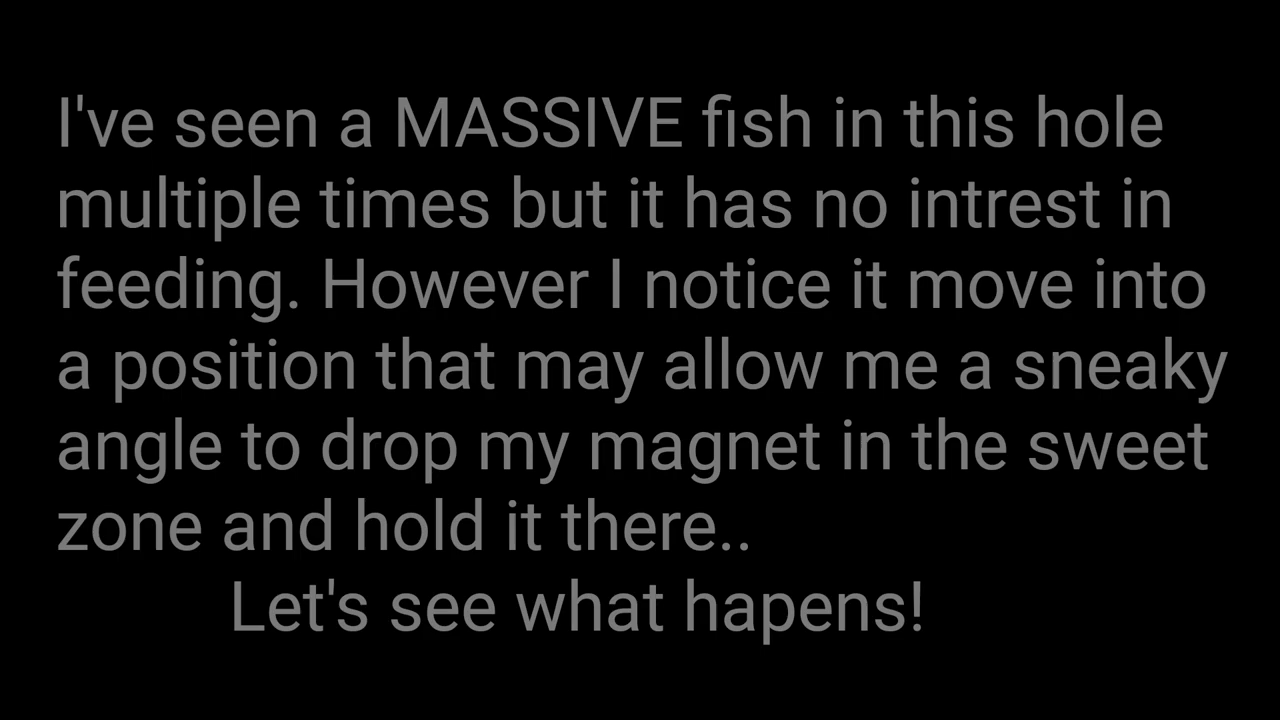 I've seen a MASSIVE fish in this hole
multiple times but it has no intrest in
feeding. However I notice it move into
a position that may allow me a sneaky
angle to drop my magnet in the sweet
zone and hold it there..
Let's see what hapens!